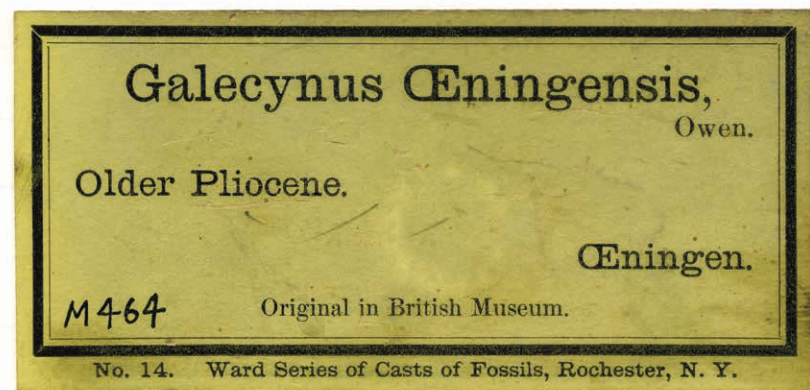 Galecynus Œningensis,
Owen.
Older Pliocene.
Œningen.
M464 Original in British Museum.
No. 14. Ward Series of Casts of Fossils, Rochester, N. Y.